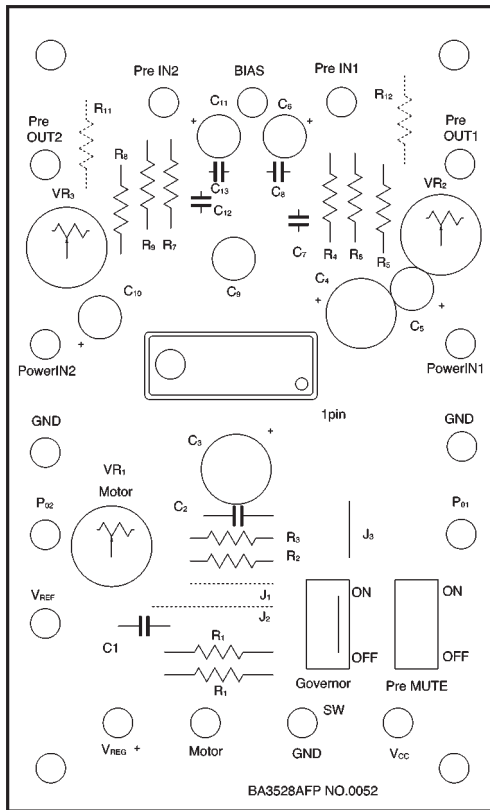 Pre IN2
BIAS
Pre IN1
R11
C11
C6
R12
+
+
Pre
OUT2
Pre
OUT1
R8
VR3
VR2
C13
C8
C12
C7
R9
R7
R4
R6
R5
C10
C9
C4
+
C5
+
+
PowerIN2
PowerIN1
1pin
GND
GND
C3
+
VR1
Motor
P02
P01
C2
R3
J3
R2
VREF
J1
J2
ON
ON
C1
R1
R1
OFF
OFF
Governor
Pre MUTE
SW
VREG +
Motor
GND
VCC
BA3528AFP NO.0052